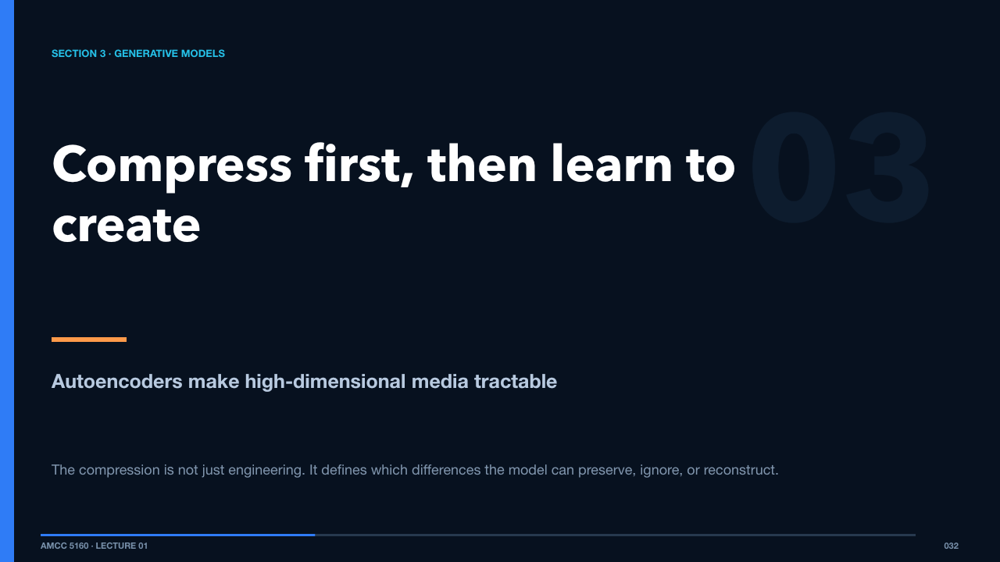 SECTION 3 · GENERATIVE MODELS
03
Compress first, then learn to
create
Autoencoders make high-dimensional media tractable
The compression is not just engineering. It defines which differences the model can preserve, ignore, or reconstruct.
AMCC 5160 · LECTURE 01
032